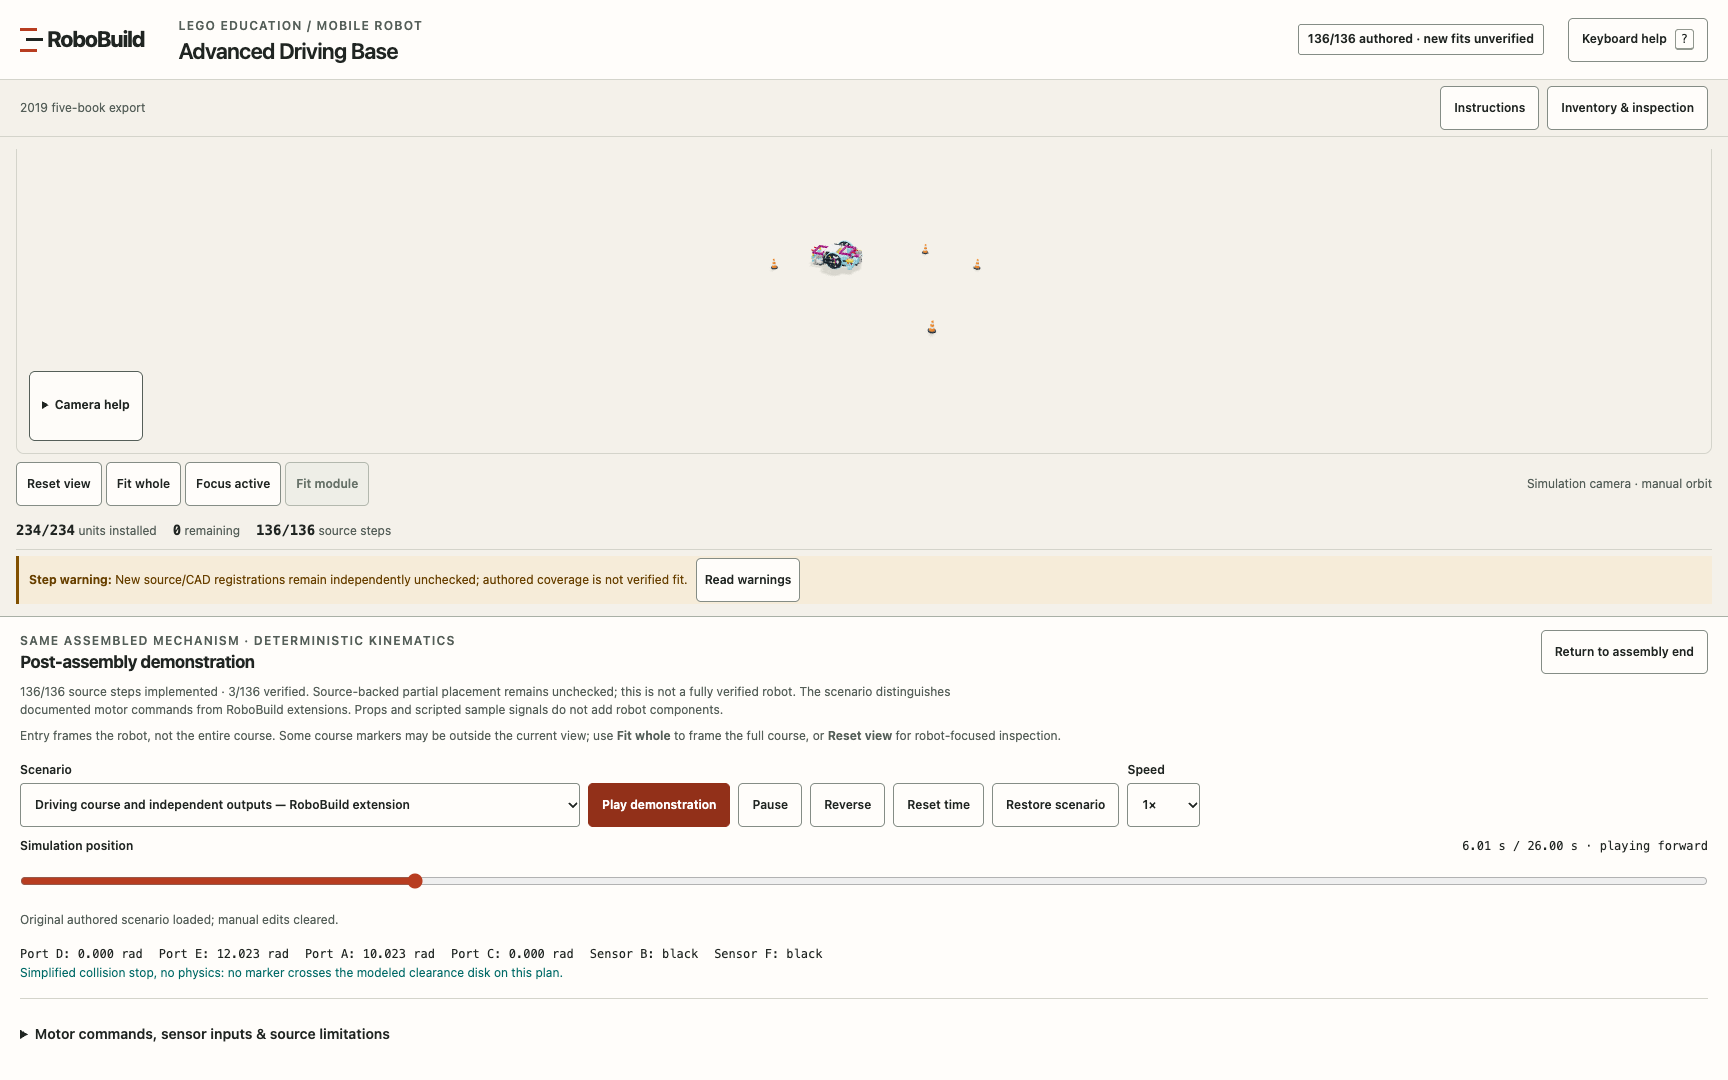 RoboBuild
LEGO EDUCATION / MOBILE ROBOT
Advanced Driving Base
136/136 authored · new fits unverified
Keyboard help ?
2019 five-book export
Instructions
Inventory & inspection
Camera help
Reset view
Fit whole
Focus active
Fit module
Simulation camera · manual orbit
234/234 units installed 0 remaining 136/136 source steps
Step warning: New source/CAD registrations remain independently unchecked; authored coverage is not verified fit.
Read warnings
SAME ASSEMBLED MECHANISM · DETERMINISTIC KINEMATICS
Post-assembly demonstration
Return to assembly end
136/136 source steps implemented · 3/136 verified. Source-backed partial placement remains unchecked; this is not a fully verified robot. The scenario distinguishes
documented motor commands from RoboBuild extensions. Props and scripted sample signals do not add robot components.
Entry frames the robot, not the entire course. Some course markers may be outside the current view; use Fit whole to frame the full course, or Reset view for robot-focused inspection.
Scenario
Speed
Driving course and independent outputs — RoboBuild extension
Play demonstration
Pause
Reverse
Reset time
Restore scenario
1×
Simulation position
6.01 s / 26.00 s · playing forward
Original authored scenario loaded; manual edits cleared.
Port D: 0.000 rad Port E: 12.023 rad Port A: 10.023 rad Port C: 0.000 rad Sensor B: black Sensor F: black
Simplified collision stop, no physics: no marker crosses the modeled clearance disk on this plan.
Motor commands, sensor inputs & source limitations